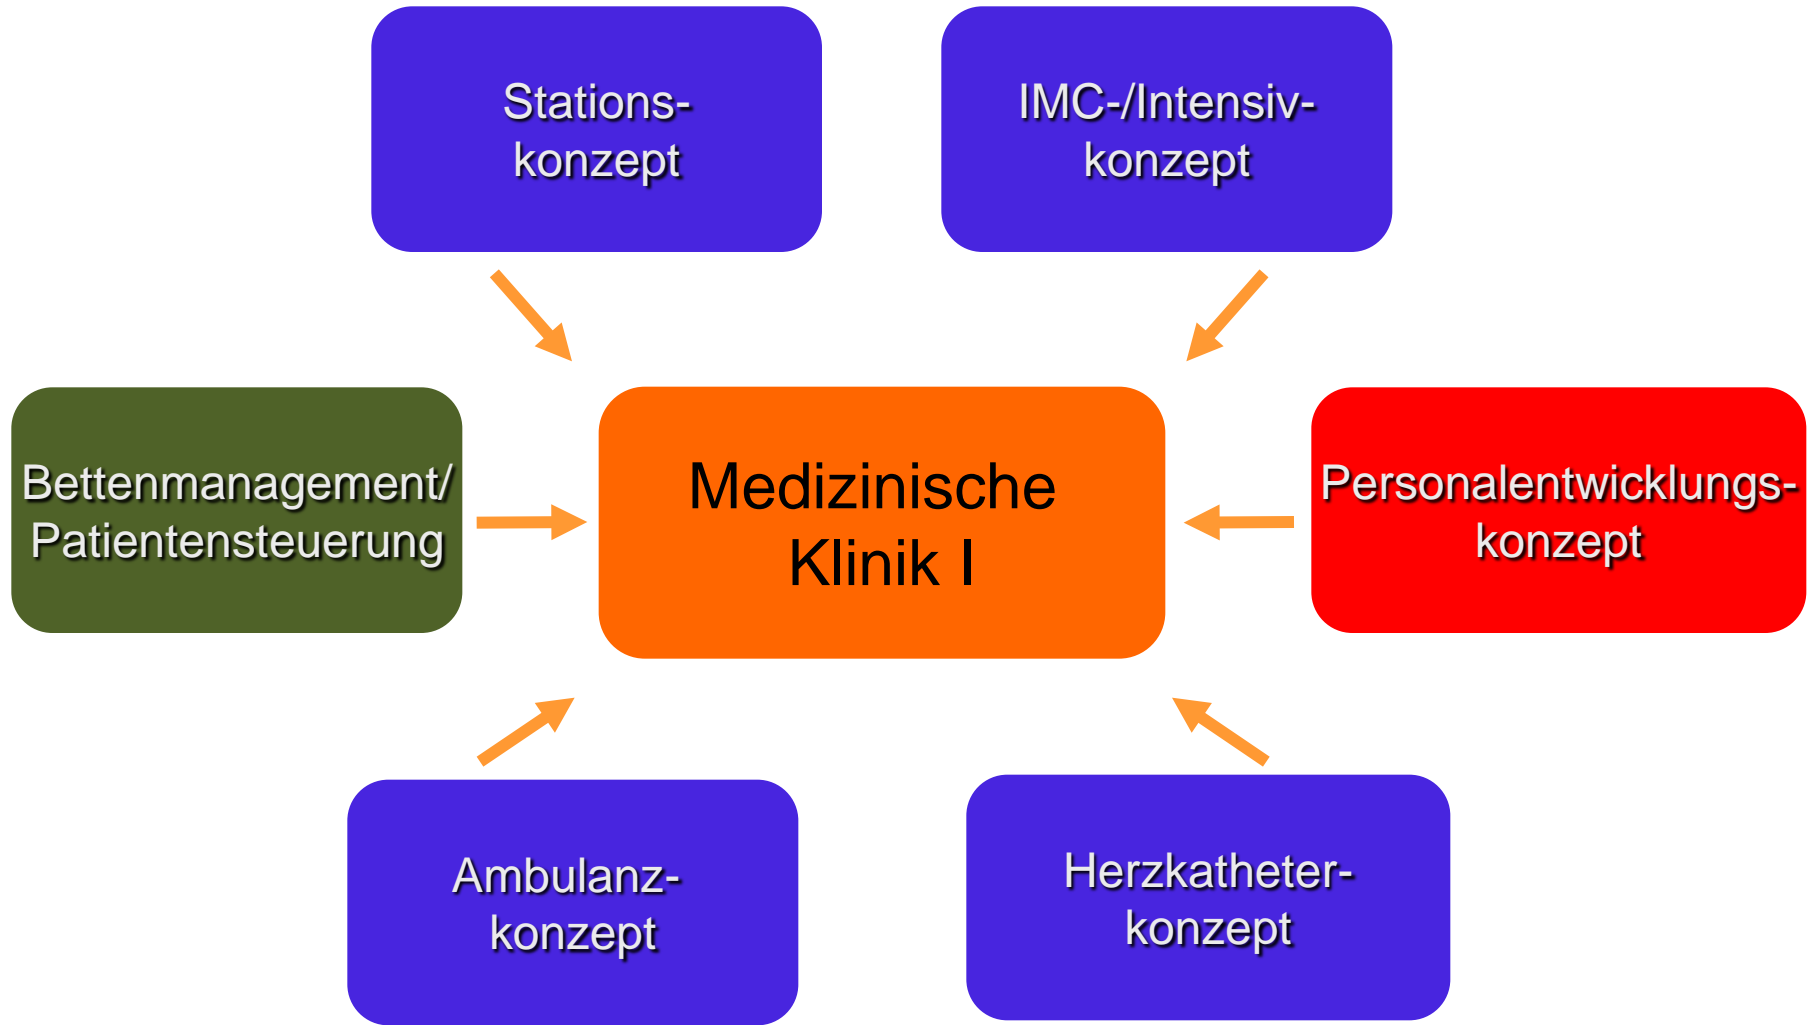 Stations-
konzept
IMC-/Intensiv-
konzept
Bettenmanagement/
Patientensteuerung
Medizinische
Klinik I
Personalentwicklungs-
konzept
Ambulanz-
konzept
Herzkatheter-
konzept